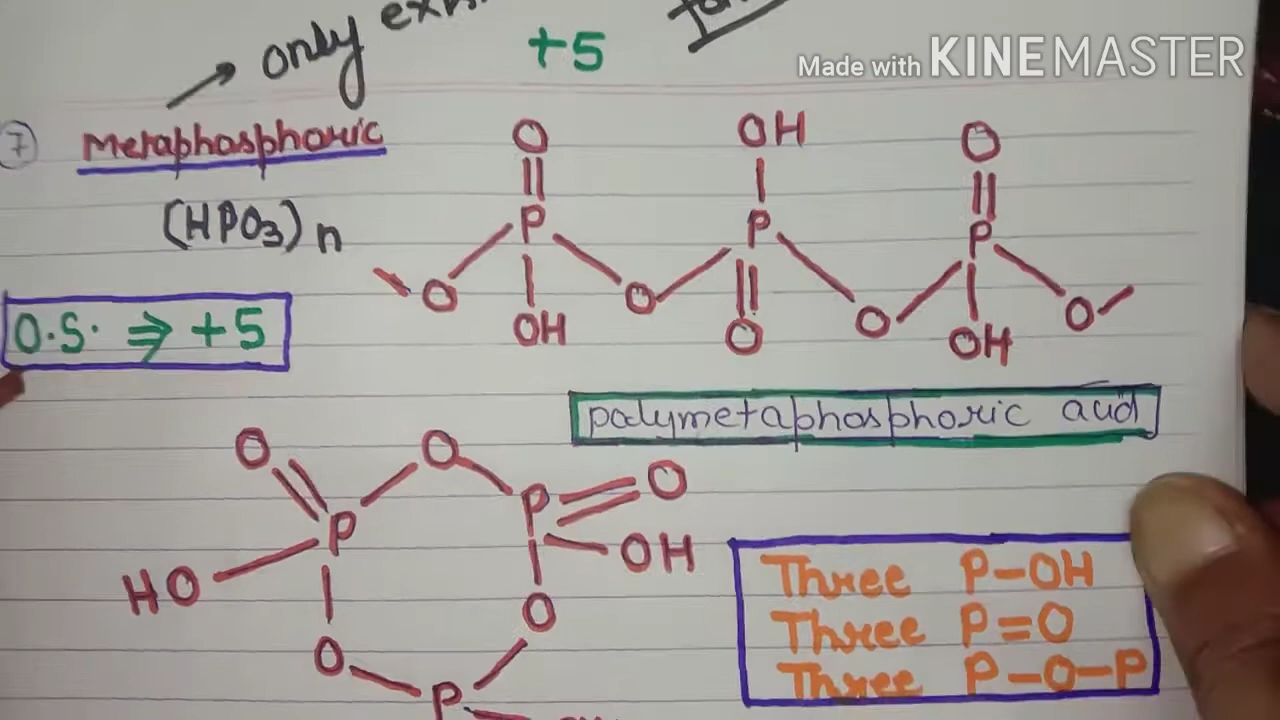 only
+5
Made with KINEMASTER
7 Metaphosphoric
(HPO3)n
O OH O
P P P
O O O O
OH O OH
O.S. ⇒ +5
polymetaphosphoric acid
O O P O
P OH
HO O
O P
Three P-OH
Three P=O
Three P-O-P